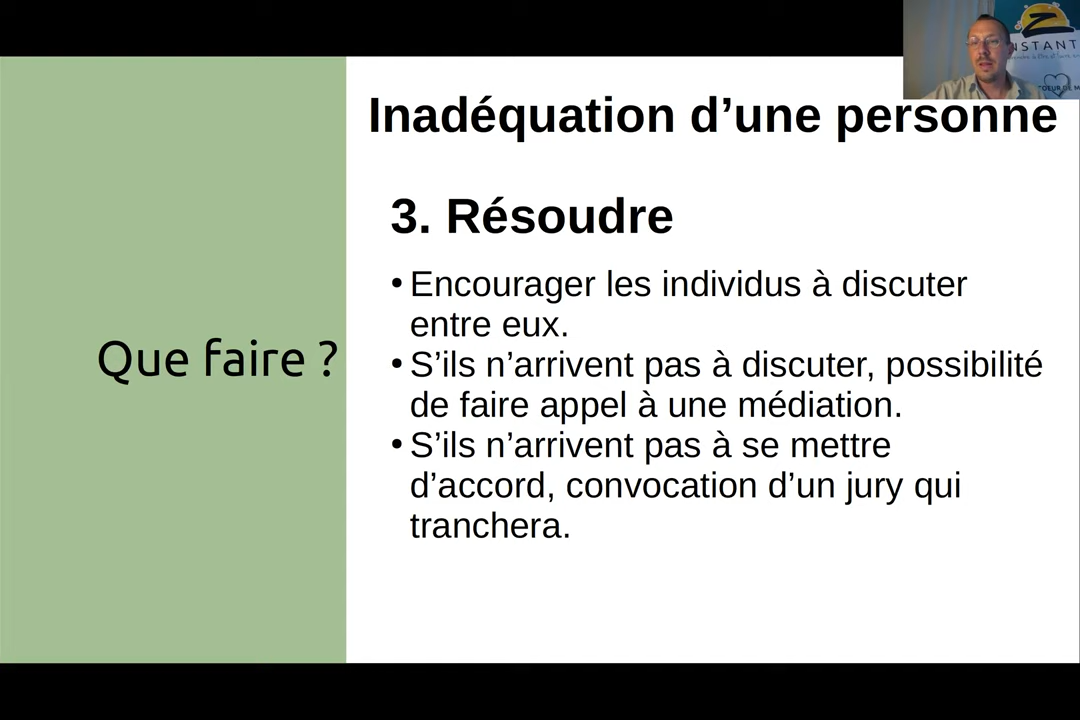 Inadéquation d’une personne
3. Résoudre
• Encourager les individus à discuter
entre eux.
• S’ils n’arrivent pas à discuter, possibilité
de faire appel à une médiation.
• S’ils n’arrivent pas à se mettre
d’accord, convocation d’un jury qui
tranchera.
Que faire ?
Z
NSTANT